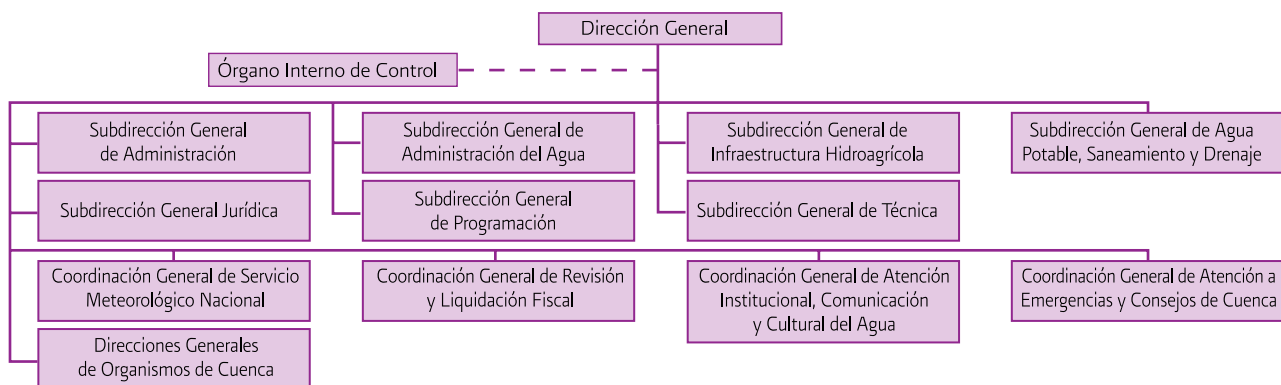 Dirección General
Órgano Interno de Control
Subdirección General
de Administración
Subdirección General de
Administración del Agua
Subdirección General de
Infraestructura Hidroagrícola
Subdirección General de Agua
Potable, Saneamiento y Drenaje
Subdirección General Jurídica
Subdirección General
de Programación
Subdirección General de Técnica
Coordinación General de Servicio
Meteorológico Nacional
Coordinación General de Revisión
y Liquidación Fiscal
Coordinación General de Atención
Institucional, Comunicación
y Cultural del Agua
Coordinación General de Atención a
Emergencias y Consejos de Cuenca
Direcciones Generales
de Organismos de Cuenca